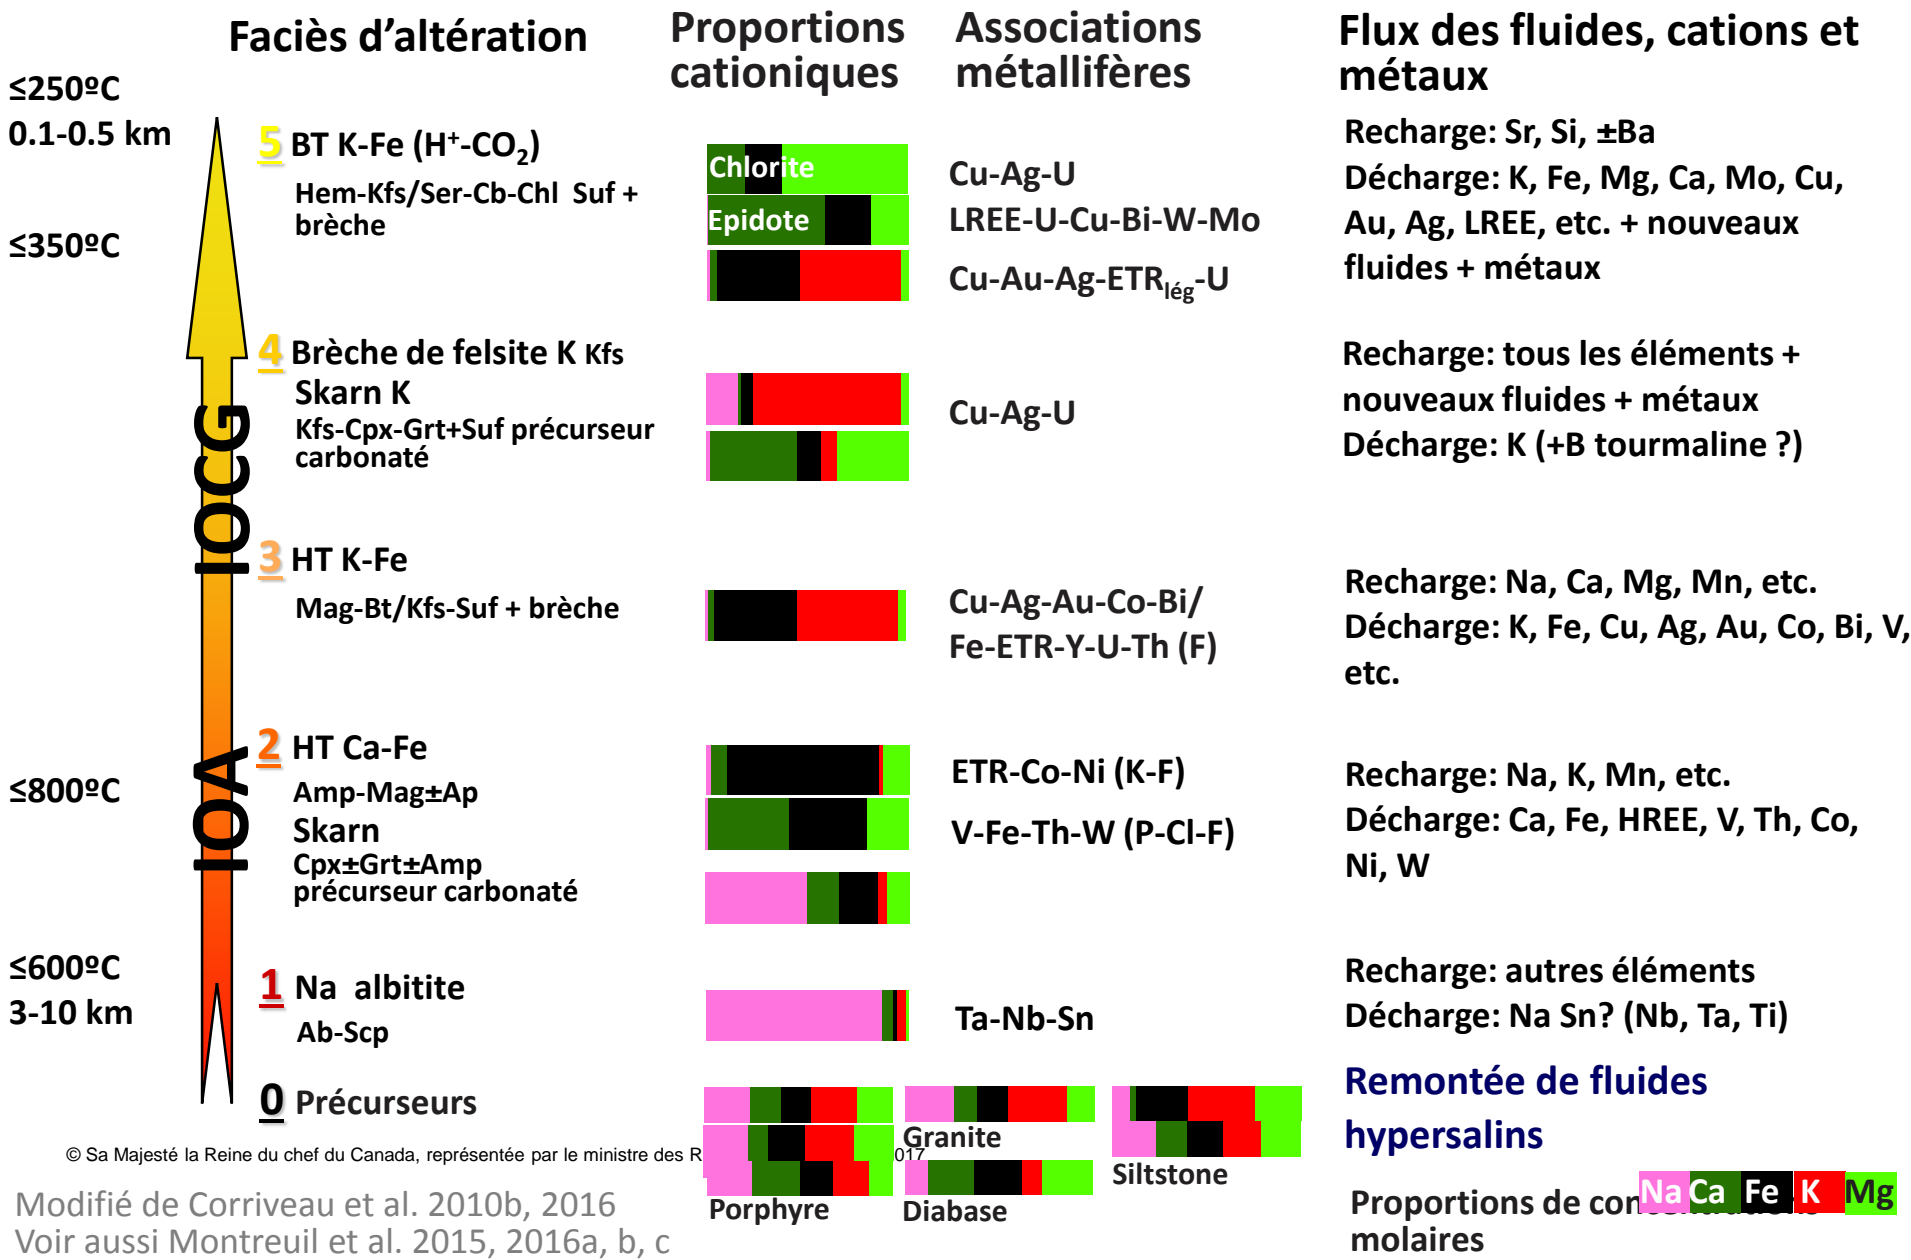 Faciès d'altération
Proportions cationiques
Associations métallifères
Flux des fluides, cations et métaux
≤250ºC
0.1-0.5 km
≤350ºC
≤800ºC
≤600ºC
3-10 km
IOCG
IOA
5 BT K-Fe (H⁺-CO₂)
Hem-Kfs/Ser-Cb-Chl Suf +
brèche
Chlorite
Epidote
Cu-Ag-U
LREE-U-Cu-Bi-W-Mo
Cu-Au-Ag-ETRlég-U
Recharge: Sr, Si, ±Ba
Décharge: K, Fe, Mg, Ca, Mo, Cu,
Au, Ag, LREE, etc. + nouveaux
fluides + métaux
4 Brèche de felsite K Kfs
Skarn K
Kfs-Cpx-Grt+Suf précurseur
carbonaté
Cu-Ag-U
Recharge: tous les éléments +
nouveaux fluides + métaux
Décharge: K (+B tourmaline ?)
3 HT K-Fe
Mag-Bt/Kfs-Suf + brèche
Cu-Ag-Au-Co-Bi/
Fe-ETR-Y-U-Th (F)
Recharge: Na, Ca, Mg, Mn, etc.
Décharge: K, Fe, Cu, Ag, Au, Co, Bi, V,
etc.
2 HT Ca-Fe
Amp-Mag±Ap
Skarn
Cpx±Grt±Amp
précurseur carbonaté
ETR-Co-Ni (K-F)
V-Fe-Th-W (P-Cl-F)
Recharge: Na, K, Mn, etc.
Décharge: Ca, Fe, HREE, V, Th, Co,
Ni, W
1 Na albitite
Ab-Scp
Ta-Nb-Sn
Recharge: autres éléments
Décharge: Na Sn? (Nb, Ta, Ti)
0 Précurseurs
Porphyre
Granite
Diabase
Siltstone
Remontée de fluides
hypersalins
Proportions de
molaires
Na Ca Fe K Mg
© Sa Majesté la Reine du chef du Canada, représentée par le ministre des 2017
Modifié de Corriveau et al. 2010b, 2016
Voir aussi Montreuil et al. 2015, 2016a, b, c